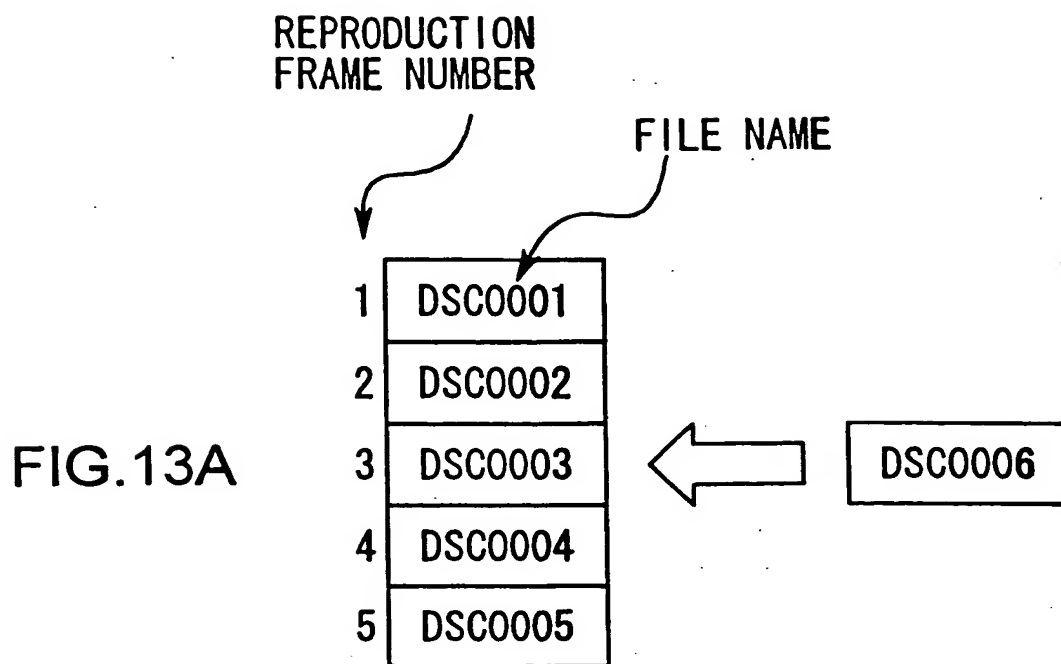 REPRODUCTION
FRAME NUMBER
FILE NAME
1 DSC0001
2 DSC0002
FIG.13A
3 DSC0003
DSC0006
4 DSC0004
5 DSC0005